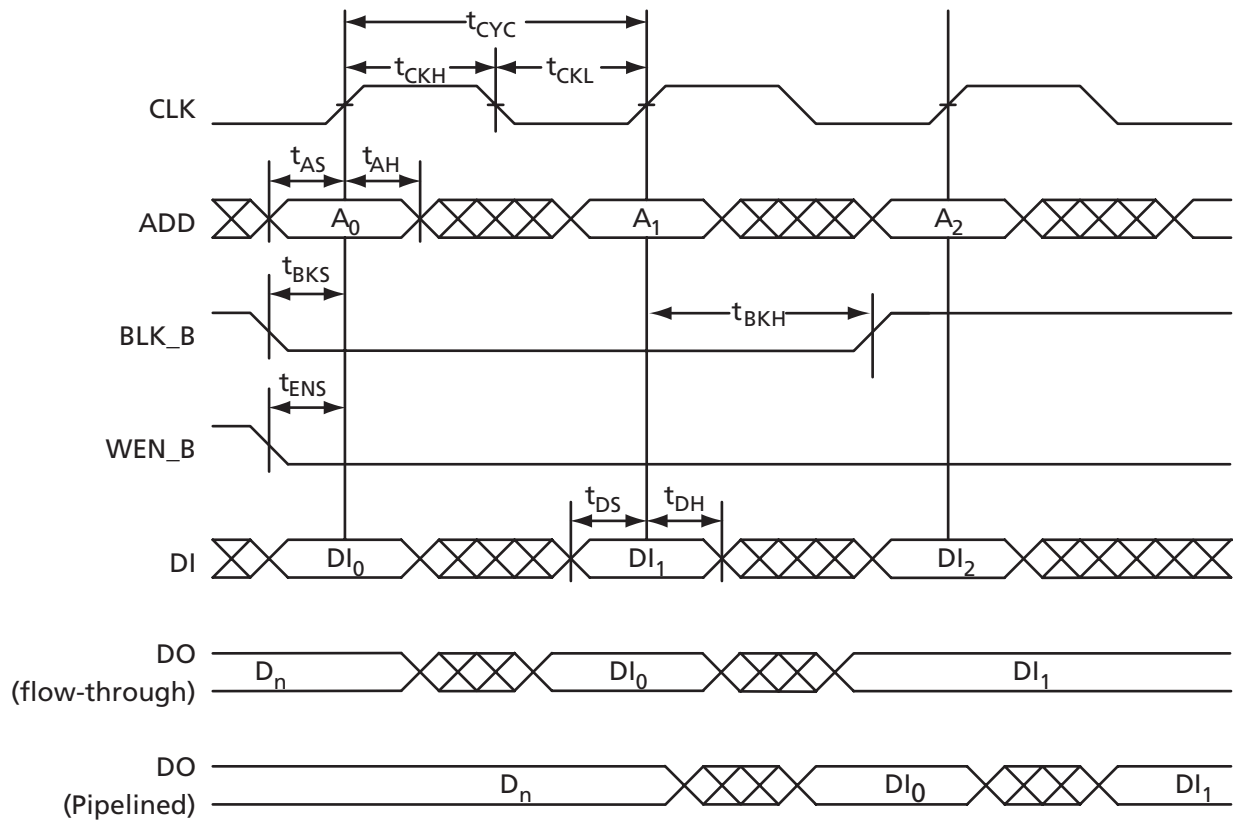 tCYC
tCKH tCKL
CLK
tAS tAH
ADD A0 A1 A2
tBKS
BLK_B tBKH
tENS
WEN_B
tDS tDH
DI DI0 DI1 DI2
DO
(flow-through) Dn DI0 DI1
DO
(Pipelined) Dn DI0 DI1